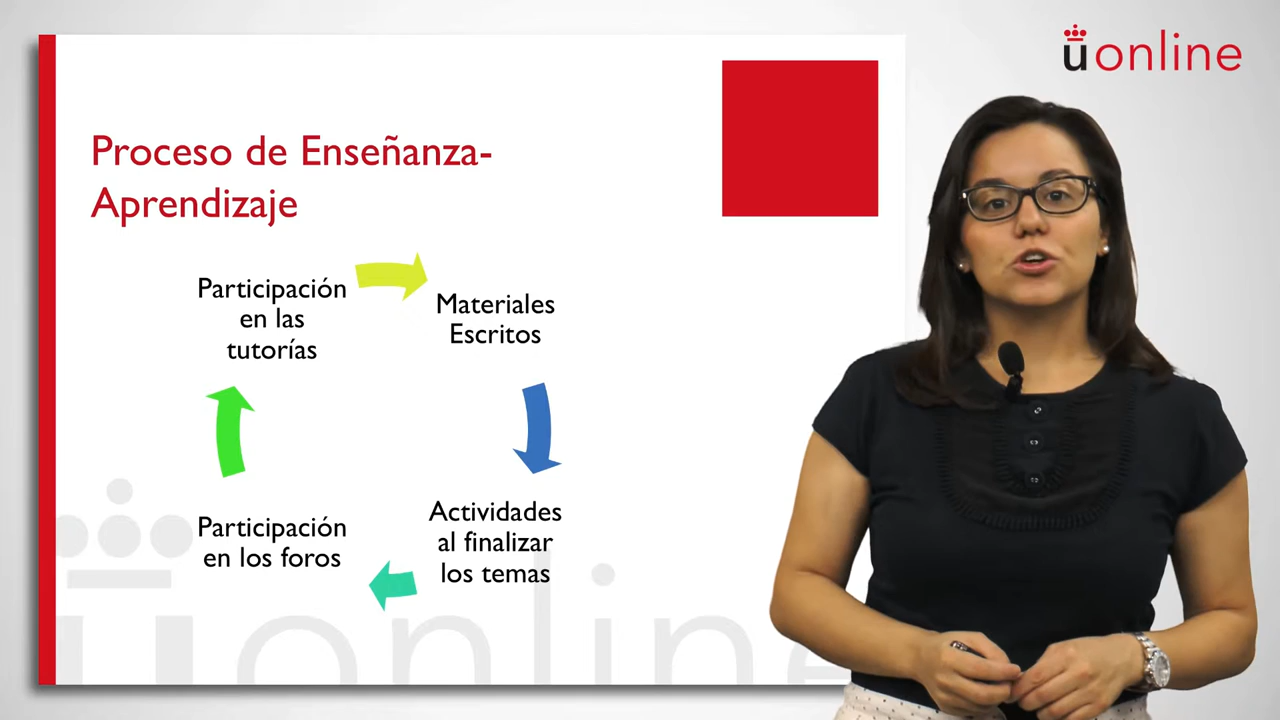 uonline
Proceso de Enseñanza-
Aprendizaje
Participación
en las
tutorías
Materiales
Escritos
Actividades
al finalizar
los temas
Participación
en los foros
uonline